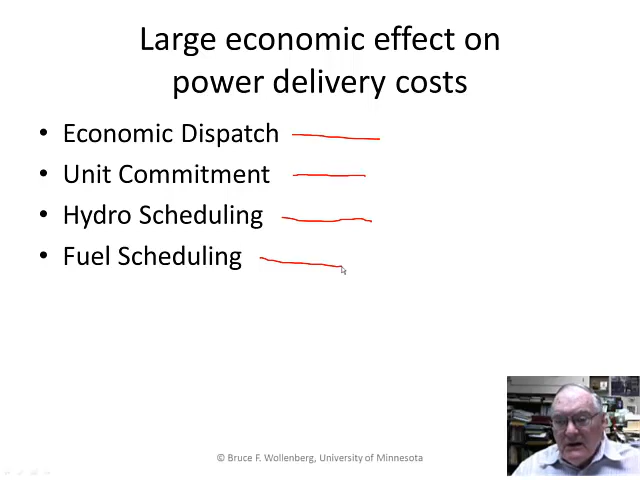 Large economic effect on
power delivery costs
• Economic Dispatch
• Unit Commitment
• Hydro Scheduling
• Fuel Scheduling
© Bruce F. Wollenberg, University of Minnesota